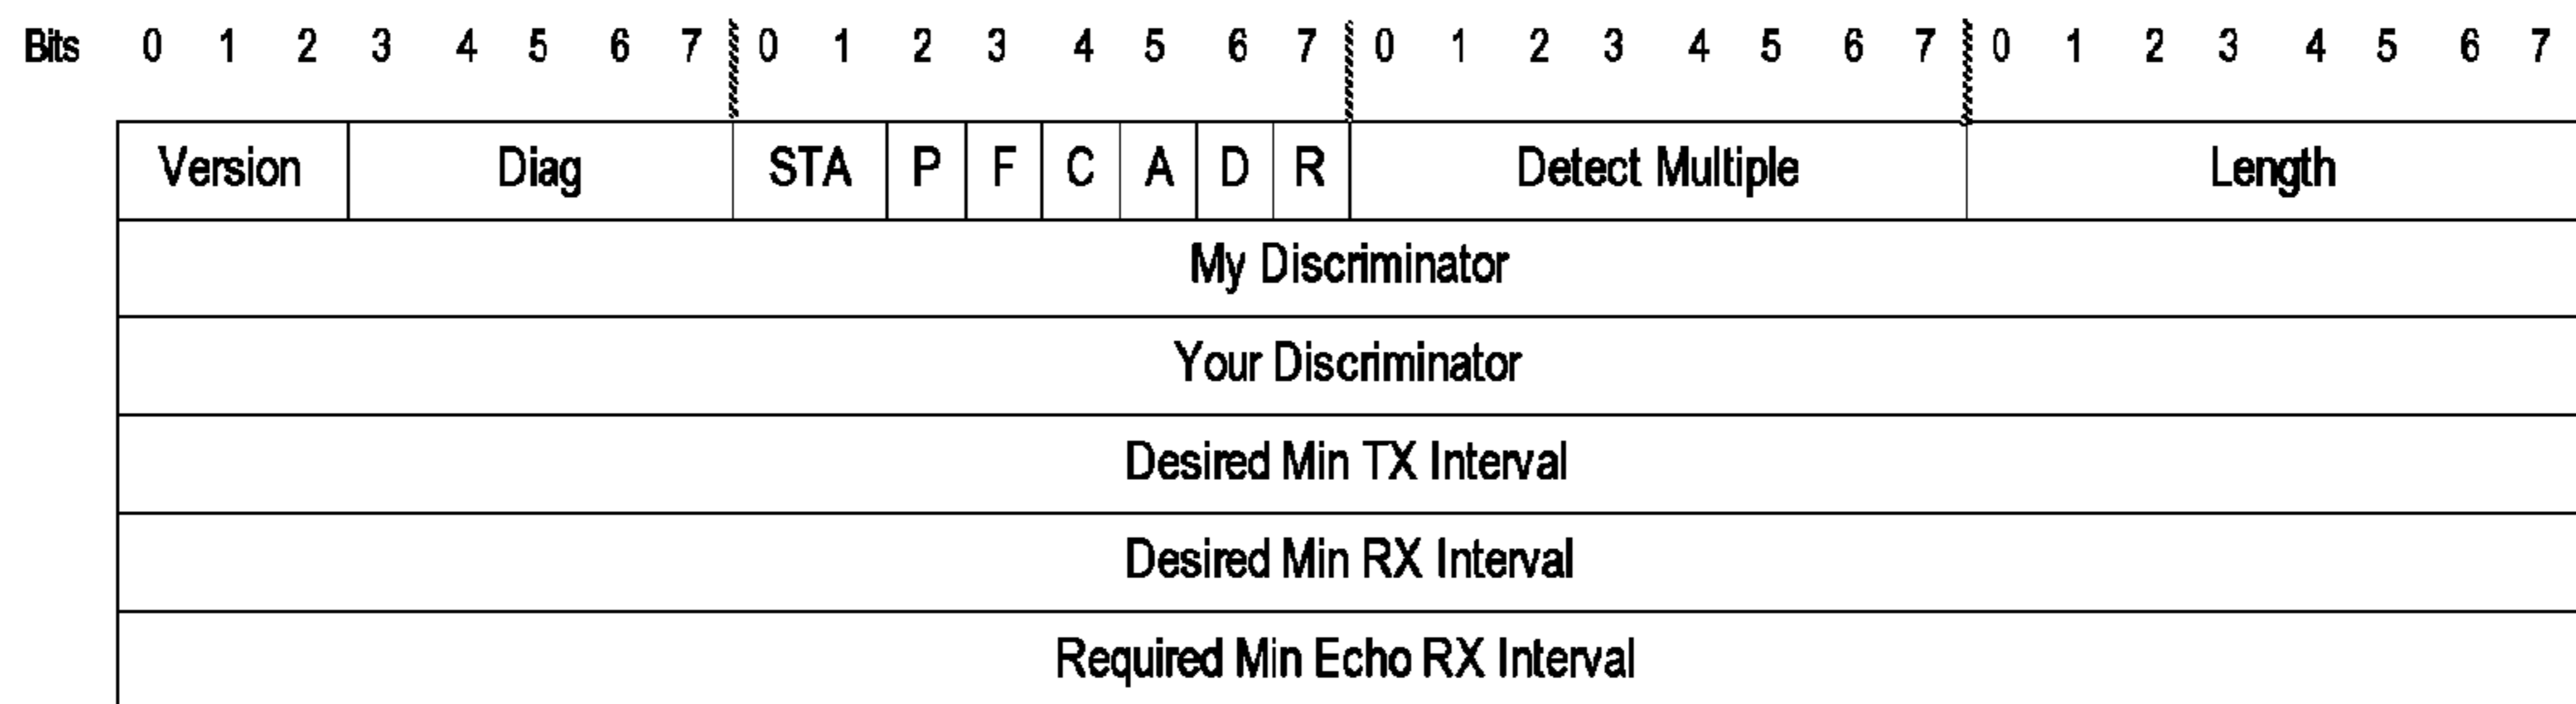 Bits 0 1 2 3 4 5 6 7 0 1 2 3 4 5 6 7 0 1 2 3 4 5 6 7 0 1 2 3 4 5 6 7
Version Diag STA P F C A D R Detect Multiple Length
My Discriminator
Your Discriminator
Desired Min TX Interval
Desired Min RX Interval
Required Min Echo RX Interval